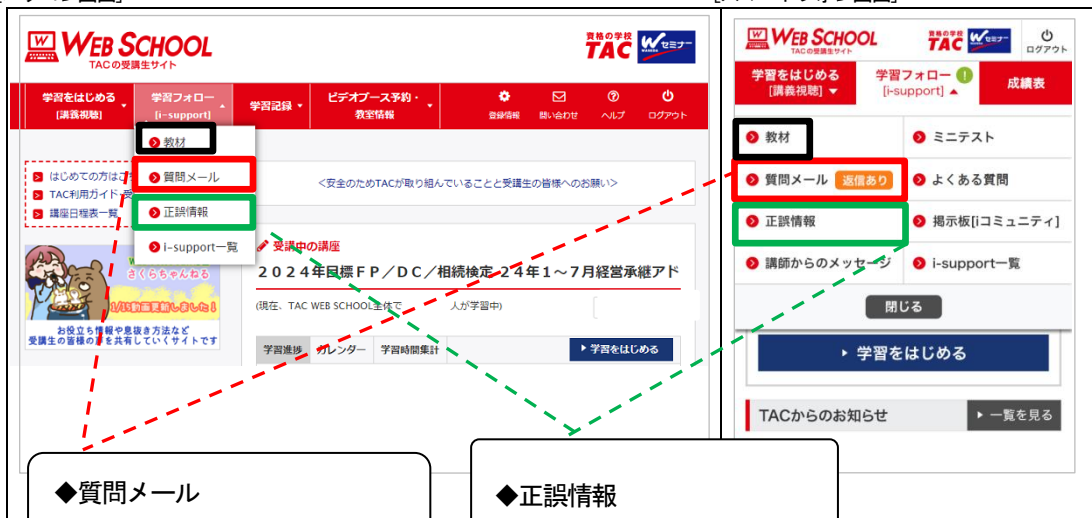 WEB SCHOOL
TACの受講生サイト
資格の学校
TAC
Wセミナー
学習をはじめる
[講義視聴]
学習フォロー
[i-support]
学習記録
ビデオブース予約・
教室情報
登録情報
問い合わせ
ヘルプ
ログアウト
教材
質問メール
正誤情報
i-support一覧
はじめての方はご
TAC利用ガイド・受
講座日程表一覧
<安全のためTACが取り組んでいることと受講生の皆様へのお願い>
さくらちゃんねる
動画更新しました!
お役立ち情報や息抜き方法など
受講生の皆様の声を共有していくサイトです
受講中の講座
2024年目標FP/DC/相続検定 24年1~7月経営承継アド
(現在、TAC WEB SCHOOL全体で 人が学習中)
学習進捗
カレンダー
学習時間集計
学習をはじめる
WEB SCHOOL
TACの受講生サイト
資格の学校
TAC
Wセミナー
ログアウト
学習をはじめる
[講義視聴]
学習フォロー
[i-support]
成績表
教材
ミニテスト
質問メール 返信あり
よくある質問
正誤情報
掲示板[iコミュニティ]
講師からのメッセージ
i-support一覧
閉じる
学習をはじめる
TACからのお知らせ
一覧を見る
◆質問メール
◆正誤情報